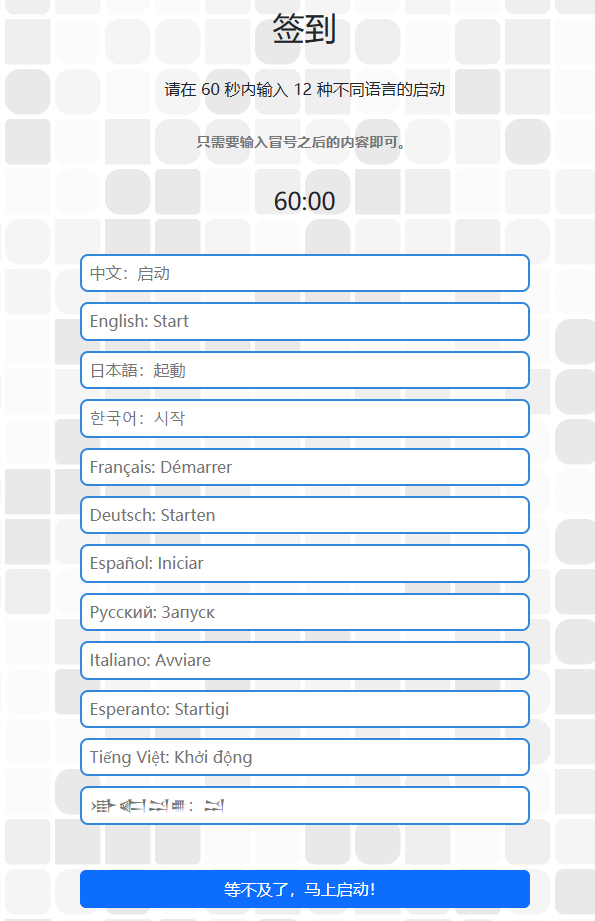 签到
请在 60 秒内输入 12 种不同语言的启动
只需要输入冒号之后的内容即可。
60:00
中文：启动
English: Start
日本語：起動
한국어：시작
Français: Démarrer
Deutsch: Starten
Español: Iniciar
Русский: Запуск
Italiano: Avviare
Esperanto: Startigi
Tiếng Việt: Khởi động
等不及了，马上启动！